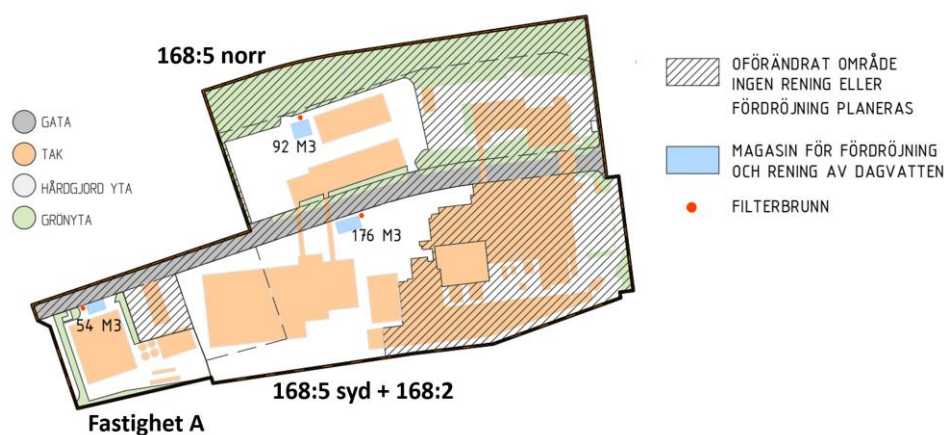 168:5 norr
GATA
TAK
HÅRDGJORD YTA
GRÖNYTA
92 M3
176 M3
54 M3
168:5 syd + 168:2
Fastighet A
OFÖRÄNDRAT OMRÅDE
INGEN RENING ELLER
FÖRDRÖJNING PLANERAS
MAGASIN FÖR FÖRDRÖJNING
OCH RENING AV DAGVATTEN
FILTERBRUNN